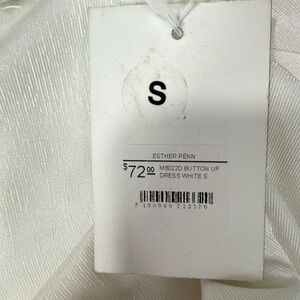 S
ESTHER PENN
$72.00
M8022D BUTTON UP
DRESS WHITE S